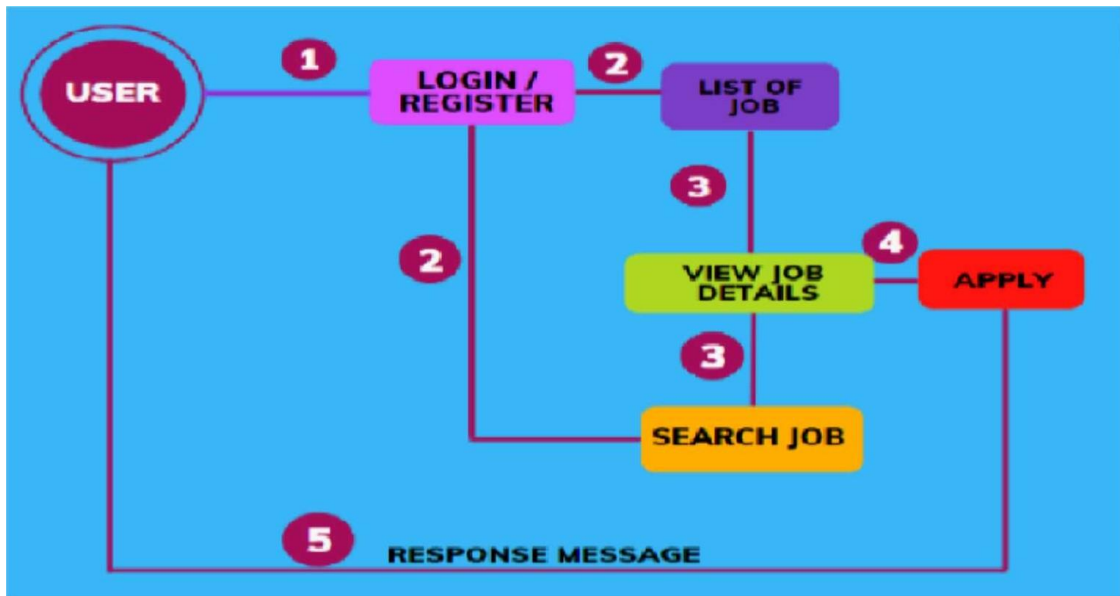 USER
1
LOGIN /
REGISTER
2
LIST OF
JOB
3
2
VIEW JOB
DETAILS
4
APPLY
3
SEARCH JOB
5
RESPONSE MESSAGE